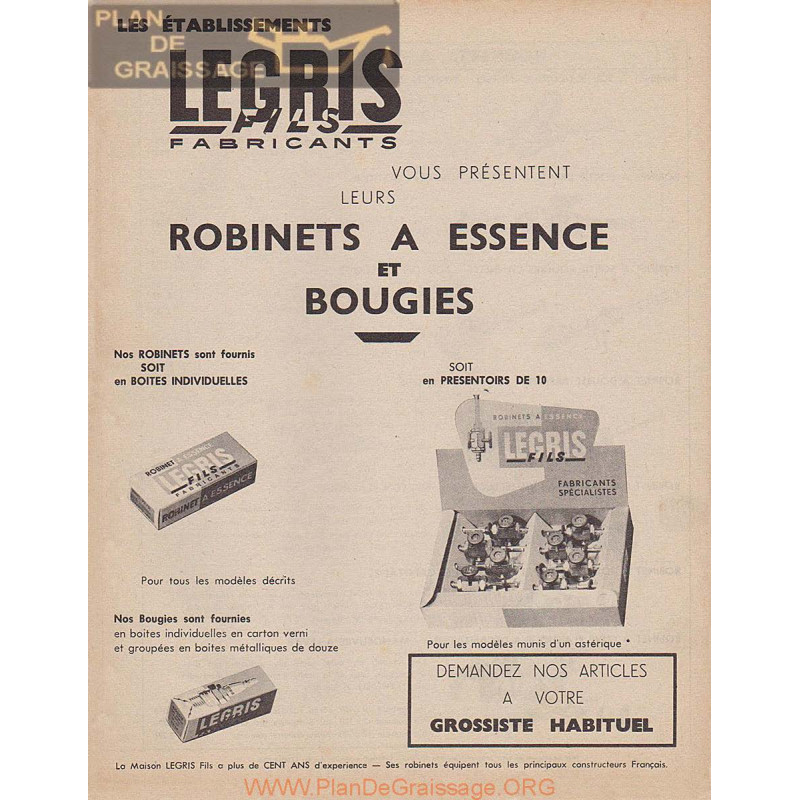 PLAN
DE
GRAISSAGE
LES ÉTABLISSEMENTS
LEGRIS
FILS
FABRICANTS
VOUS PRÉSENTENT
LEURS
ROBINETS A ESSENCE
ET
BOUGIES
Nos ROBINETS sont fournis
SOIT
en BOITES INDIVIDUELLES
SOIT
en PRESENTOIRS DE 10
ROBINET A ESSENCE
LEGRIS
FILS
FABRICANTS
ROBINET A ESSENCE
ROBINETS A ESSENCE
LEGRIS
FILS
FABRICANTS
SPÉCIALISTES
Pour tous les modèles décrits
Pour les modèles munis d'un astérique *
Nos Bougies sont fournies
en boites individuelles en carton verni
et groupées en boites métalliques de douze
LEGRIS
DEMANDEZ NOS ARTICLES
A VOTRE
GROSSISTE HABITUEL
La Maison LEGRIS Fils a plus de CENT ANS d'experience — Ses robinets équipent tous les principaux constructeurs Français.
www.PlanDeGraissage.ORG